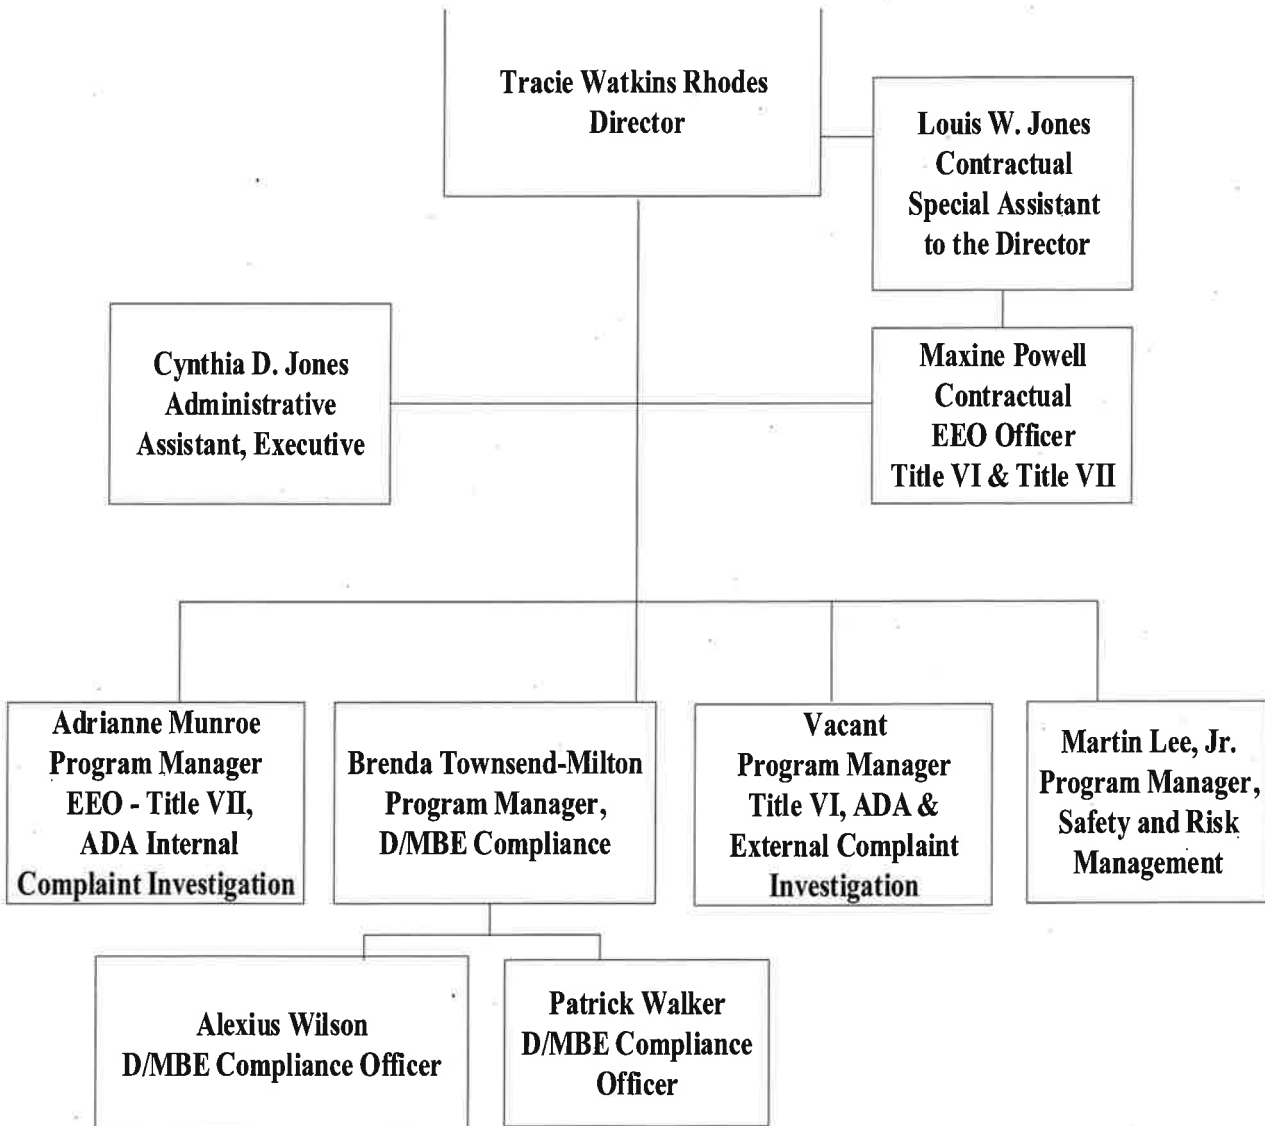 Tracie Watkins Rhodes
Director
Louis W. Jones
Contractual
Special Assistant
to the Director
Cynthia D. Jones
Administrative
Assistant, Executive
Maxine Powell
Contractual
EEO Officer
Title VI & Title VII
Adrianne Munroe
Program Manager
EEO - Title VII,
ADA Internal
Complaint Investigation
Brenda Townsend-Milton
Program Manager,
D/MBE Compliance
Vacant
Program Manager
Title VI, ADA &
External Complaint
Investigation
Martin Lee, Jr.
Program Manager,
Safety and Risk
Management
Alexius Wilson
D/MBE Compliance Officer
Patrick Walker
D/MBE Compliance
Officer